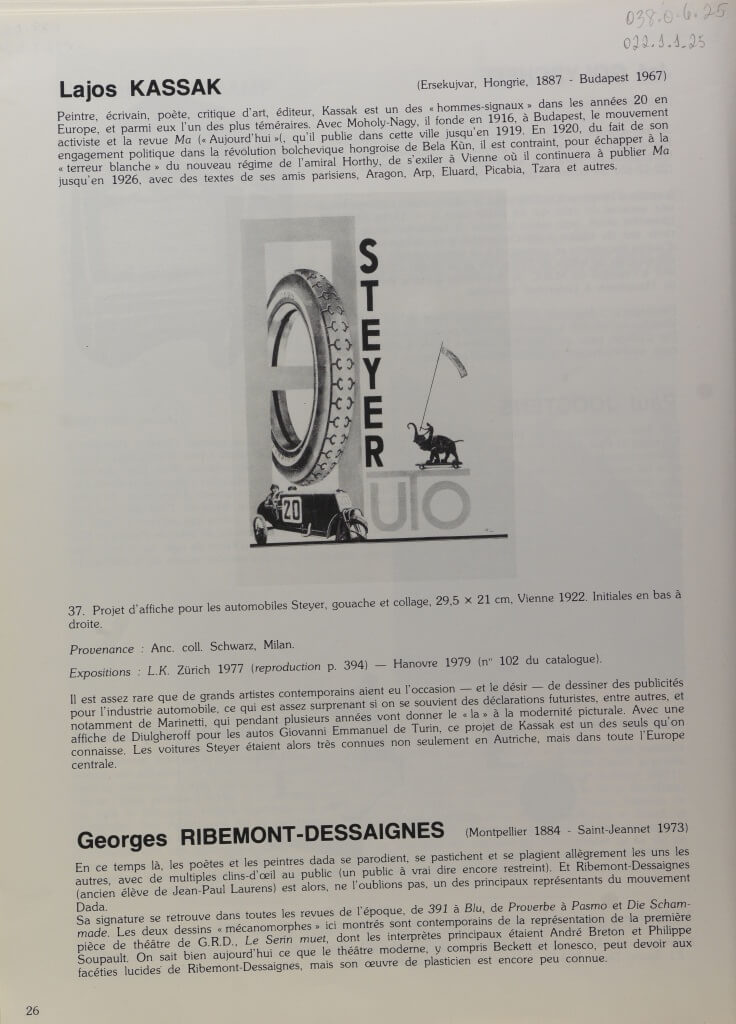 038.0.6.25
022.1.1.25
Lajos KASSAK (Ersekujvar, Hongrie, 1887 - Budapest 1967)
Peintre, écrivain, poète, critique d'art, éditeur, Kassak est un des « hommes-signaux » dans les années 20 en
Europe, et parmi eux l'un des plus téméraires. Avec Moholy-Nagy, il fonde en 1916, à Budapest, le mouvement
activiste et la revue Ma (« Aujourd'hui »(, qu'il publie dans cette ville jusqu'en 1919. En 1920, du fait de son
engagement politique dans la révolution bolchevique hongroise de Bela Kùn, il est contraint, pour échapper à la
« terreur blanche » du nouveau régime de l'amiral Horthy, de s'exiler à Vienne où il continuera à publier Ma
jusqu'en 1926, avec des textes de ses amis parisiens, Aragon, Arp, Eluard, Picabia, Tzara et autres.
STEYER
20
AUTO
37. Projet d'affiche pour les automobiles Steyer, gouache et collage, 29,5 × 21 cm, Vienne 1922. Initiales en bas à
droite.
Provenance : Anc. coll. Schwarz, Milan.
Expositions : L.K. Zürich 1977 (reproduction p. 394) — Hanovre 1979 (n° 102 du catalogue).
Il est assez rare que de grands artistes contemporains aient eu l'occasion — et le désir — de dessiner des publicités
pour l'industrie automobile, ce qui est assez surprenant si on se souvient des déclarations futuristes, entre autres, et
notamment de Marinetti, qui pendant plusieurs années vont donner le « la » à la modernité picturale. Avec une
affiche de Diulgheroff pour les autos Giovanni Emmanuel de Turin, ce projet de Kassak est un des seuls qu'on
connaisse. Les voitures Steyer étaient alors très connues non seulement en Autriche, mais dans toute l'Europe
centrale.
Georges RIBEMONT-DESSAIGNES (Montpellier 1884 - Saint-Jeannet 1973)
En ce temps là, les poètes et les peintres dada se parodient, se pastichent et se plagient allègrement les uns les
autres, avec de multiples clins-d'œil au public (un public à vrai dire encore restreint). Et Ribemont-Dessaignes
(ancien élève de Jean-Paul Laurens) est alors, ne l'oublions pas, un des principaux représentants du mouvement
Dada.
Sa signature se retrouve dans toutes les revues de l'époque, de 391 à Blu, de Proverbe à Pasmo et Die Scham-
made. Les deux dessins « mécanomorphes » ici montrés sont contemporains de la représentation de la première
pièce de théâtre de G.R.D., Le Serin muet, dont les interprètes principaux étaient André Breton et Philippe
Soupault. On sait bien aujourd'hui ce que le théâtre moderne, y compris Beckett et Ionesco, peut devoir aux
facéties lucides de Ribemont-Dessaignes, mais son œuvre de plasticien est encore peu connue.
26